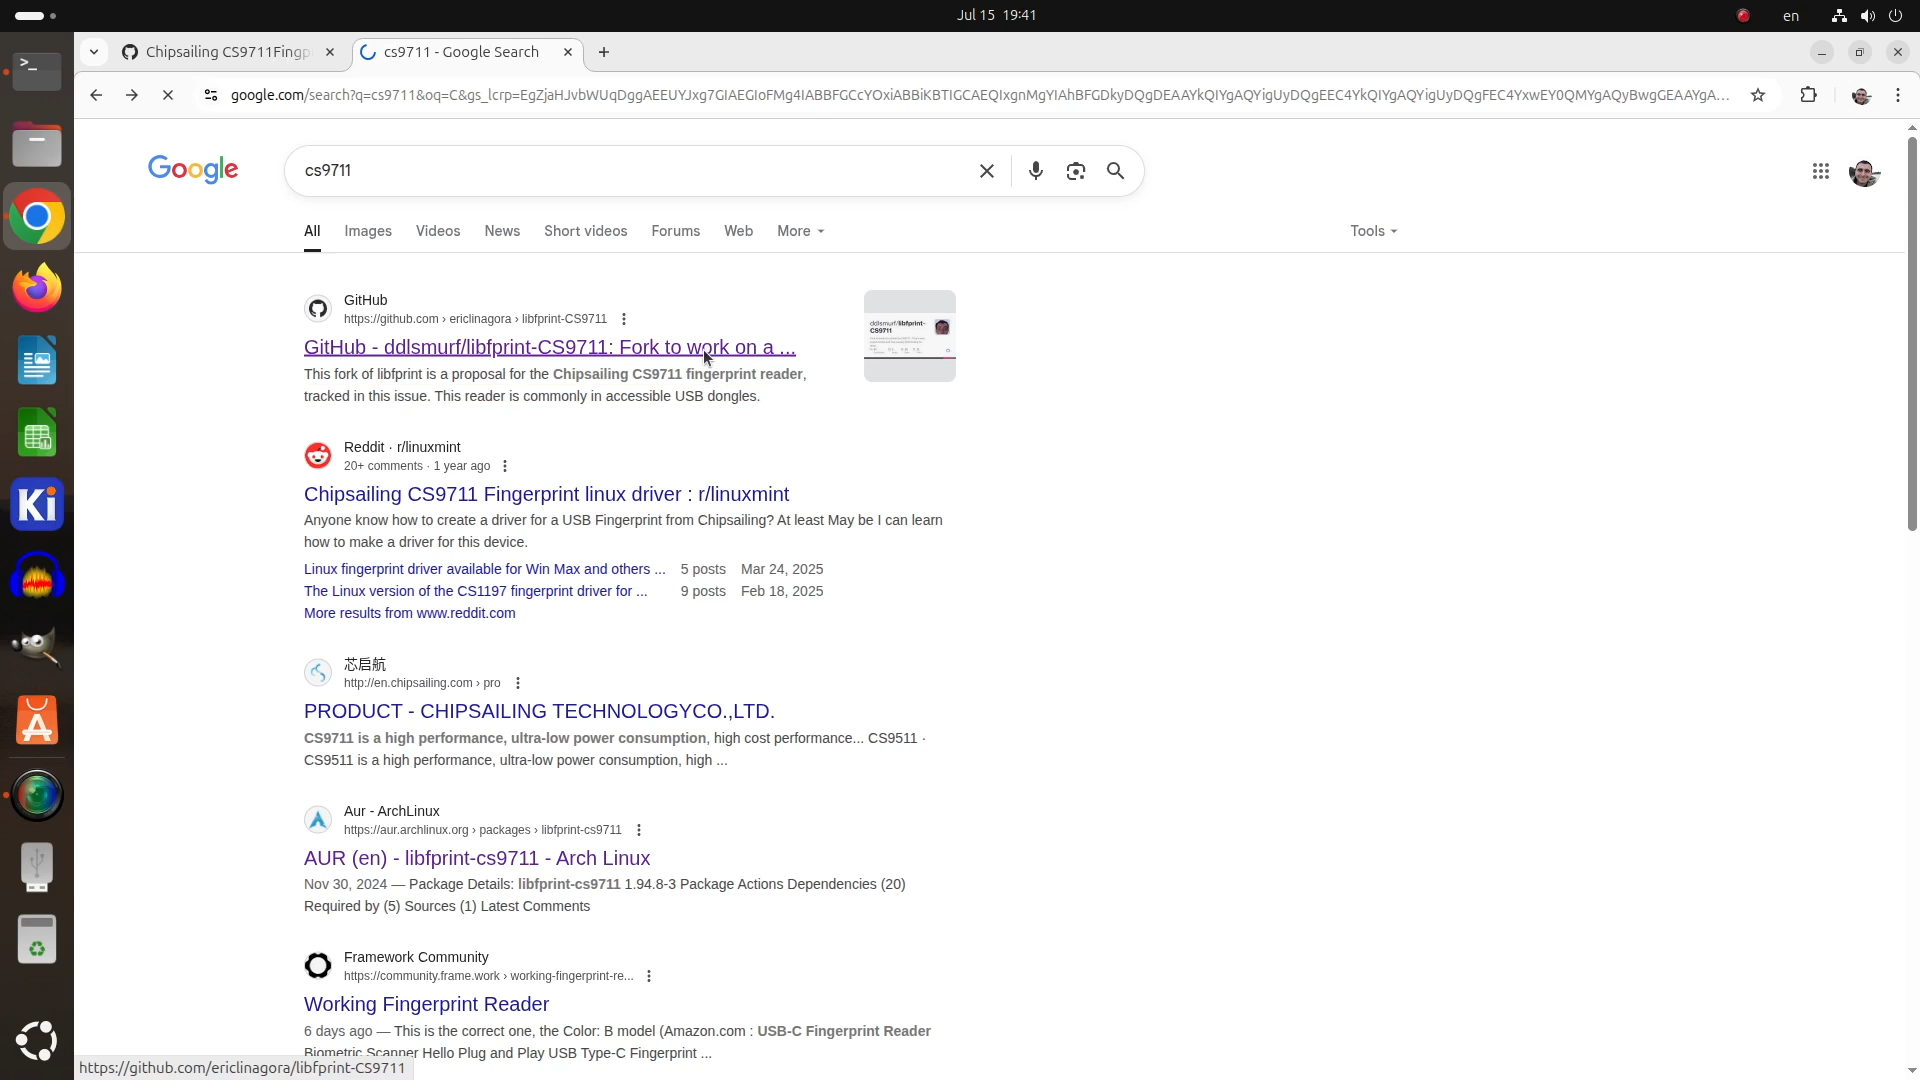 Jul 15 19:41
en
Chipsailing CS9711Fingp
cs9711 - Google Search
google.com/search?q=cs9711&oq=C&gs_lcrp=EgZjaHJvbWUqDggAEEUYJxg7GIAEGIoFMg4IABBFGCcYOxiABBiKBTIGCAEQIxgnMgYIAhBFGDkyDQgDEAAYkQIYgAQYigUyDQgEEC4YkQIYgAQYigUyDQgFEC4YxwEY0QMYgAQyBwgGEAAYgA...
Google
cs9711
All
Images
Videos
News
Short videos
Forums
Web
More
Tools
GitHub
https://github.com › ericlinagora › libfprint-CS9711
GitHub - ddlsmurf/libfprint-CS9711: Fork to work on a ...
This fork of libfprint is a proposal for the Chipsailing CS9711 fingerprint reader,
tracked in this issue. This reader is commonly in accessible USB dongles.
ddlsmurf/libfprint-
CS9711
Reddit · r/linuxmint
20+ comments · 1 year ago
Chipsailing CS9711 Fingerprint linux driver : r/linuxmint
Anyone know how to create a driver for a USB Fingerprint from Chipsailing? At least May be I can learn
how to make a driver for this device.
Linux fingerprint driver available for Win Max and others ... 5 posts Mar 24, 2025
The Linux version of the CS1197 fingerprint driver for ... 9 posts Feb 18, 2025
More results from www.reddit.com
芯启航
http://en.chipsailing.com › pro
PRODUCT - CHIPSAILING TECHNOLOGYCO.,LTD.
CS9711 is a high performance, ultra-low power consumption, high cost performance... CS9511 ·
CS9511 is a high performance, ultra-low power consumption, high ...
Aur - ArchLinux
https://aur.archlinux.org › packages › libfprint-cs9711
AUR (en) - libfprint-cs9711 - Arch Linux
Nov 30, 2024 — Package Details: libfprint-cs9711 1.94.8-3 Package Actions Dependencies (20)
Required by (5) Sources (1) Latest Comments
Framework Community
https://community.frame.work › working-fingerprint-re...
Working Fingerprint Reader
6 days ago — This is the correct one, the Color: B model (Amazon.com : USB-C Fingerprint Reader
Biometric Scanner Hello Plug and Play USB Type-C Fingerprint ...
https://github.com/ericlinagora/libfprint-CS9711
Ki